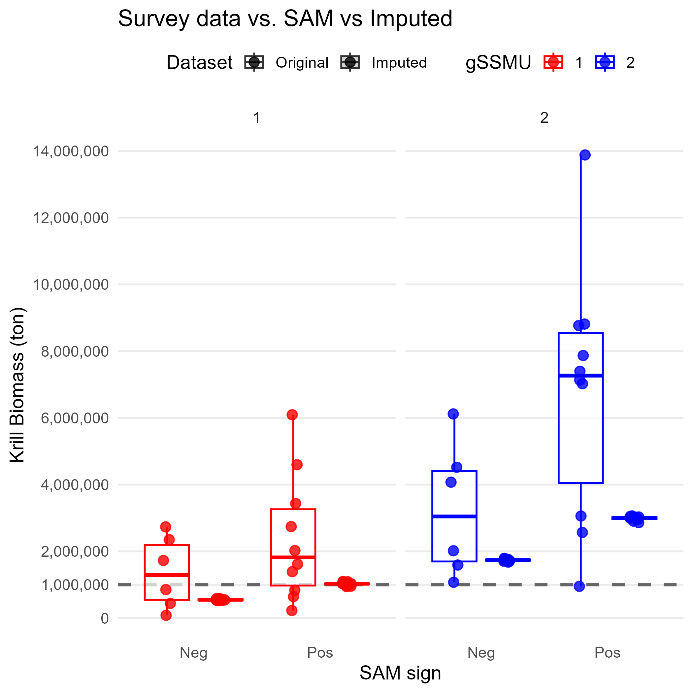 Survey data vs. SAM vs Imputed
Dataset Original Imputed gSSMU 1 2
1 2
14,000,000
12,000,000
10,000,000
8,000,000
6,000,000
4,000,000
2,000,000
1,000,000
0
Krill Biomass (ton)
Neg Pos Neg Pos
SAM sign